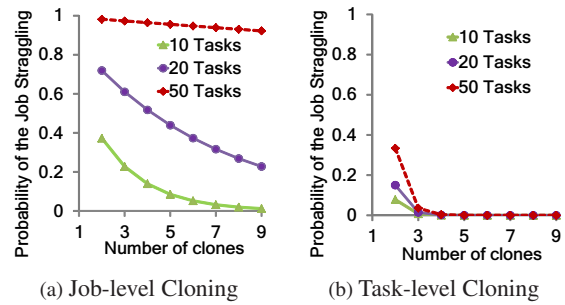 Probability of the Job Straggling
1
0.8
0.6
0.4
0.2
0
10 Tasks
20 Tasks
50 Tasks
1 3 5 7 9
Number of clones
(a) Job-level Cloning
Probability of the Job Straggling
1
0.8
0.6
0.4
0.2
0
10 Tasks
20 Tasks
50 Tasks
1 3 5 7 9
Number of clones
(b) Task-level Cloning